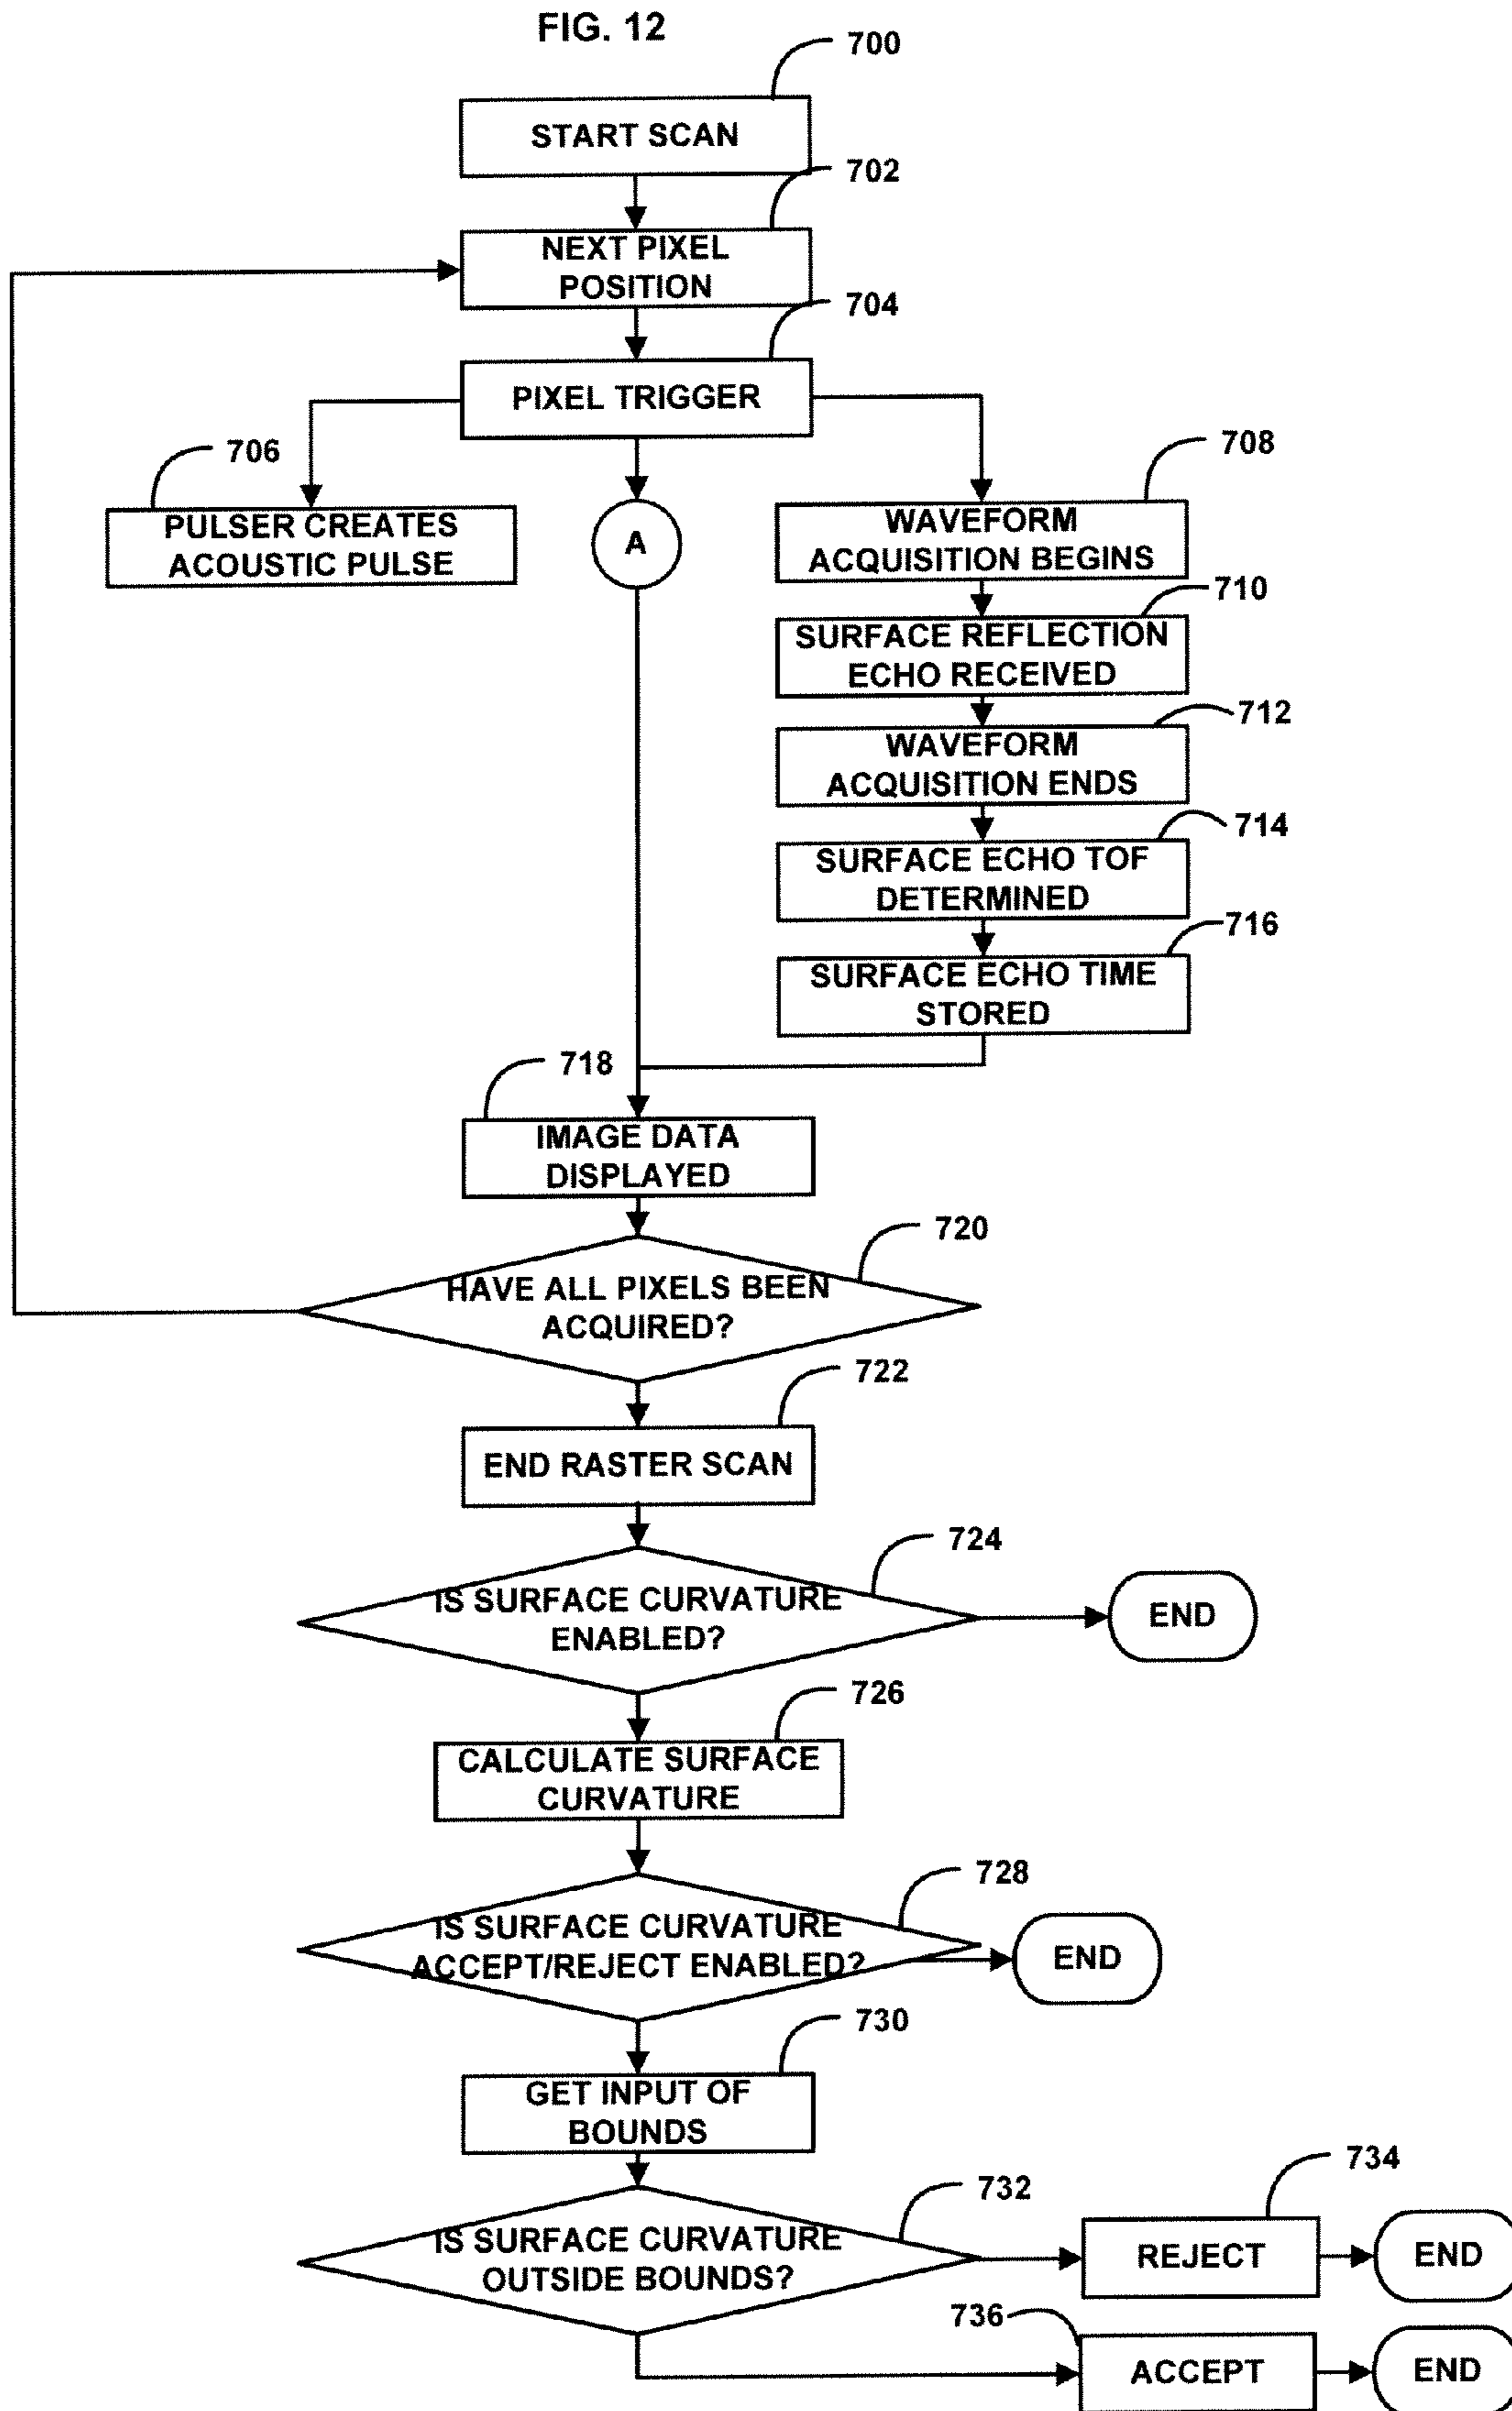 FIG. 12
700
START SCAN
702
NEXT PIXEL
POSITION
704
PIXEL TRIGGER
706
PULSER CREATES
ACOUSTIC PULSE
A
708
WAVEFORM
ACQUISITION BEGINS
710
SURFACE REFLECTION
ECHO RECEIVED
712
WAVEFORM
ACQUISITION ENDS
714
SURFACE ECHO TOF
DETERMINED
716
SURFACE ECHO TIME
STORED
718
IMAGE DATA
DISPLAYED
720
HAVE ALL PIXELS BEEN
ACQUIRED?
722
END RASTER SCAN
724
IS SURFACE CURVATURE
ENABLED?
END
726
CALCULATE SURFACE
CURVATURE
728
IS SURFACE CURVATURE
ACCEPT/REJECT ENABLED?
END
730
GET INPUT OF
BOUNDS
732
IS SURFACE CURVATURE
OUTSIDE BOUNDS?
734
REJECT
END
736
ACCEPT
END